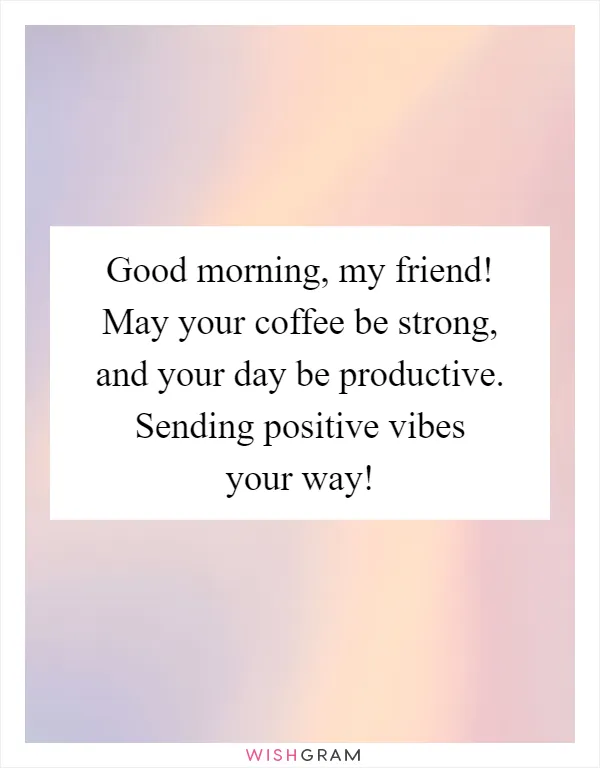 Good morning, my friend!
May your coffee be strong,
and your day be productive.
Sending positive vibes
your way!
WISHGRAM